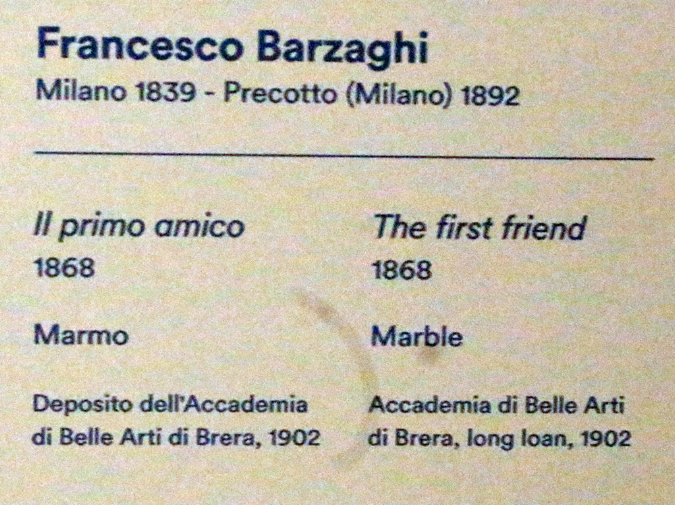 Francesco Barzaghi
Milano 1839 - Precotto (Milano) 1892
Il primo amico
1868
Marmo
Deposito dell'Accademia
di Belle Arti di Brera, 1902
The first friend
1868
Marble
Accademia di Belle Arti
di Brera, long loan, 1902